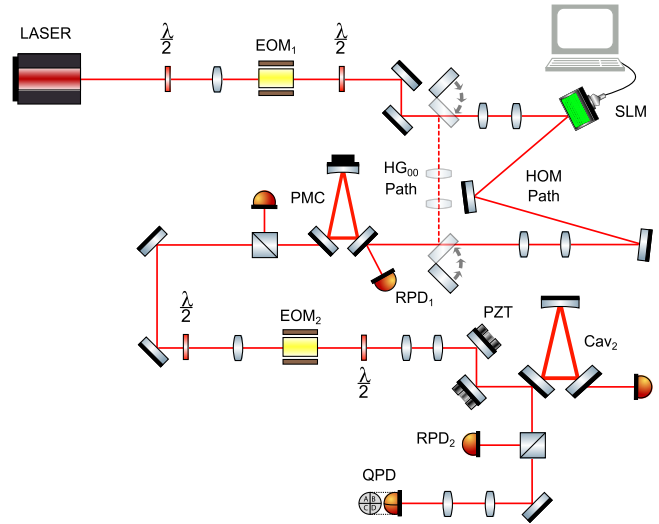 LASER
λ
2
EOM₁
λ
2
SLM
HG₀₀
Path
HOM
Path
PMC
RPD₁
λ
2
EOM₂
λ
2
PZT
Cav₂
RPD₂
QPD
A B
C D